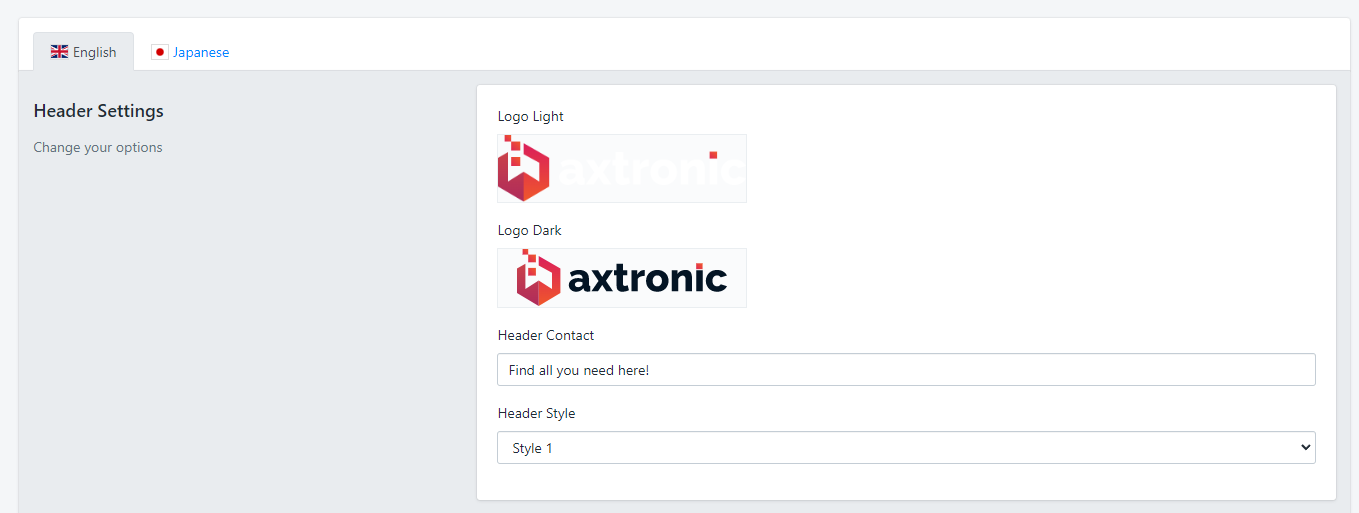 English
Japanese
Header Settings
Change your options
Logo Light
axtronic
Logo Dark
axtronic
Header Contact
Find all you need here!
Header Style
Style 1